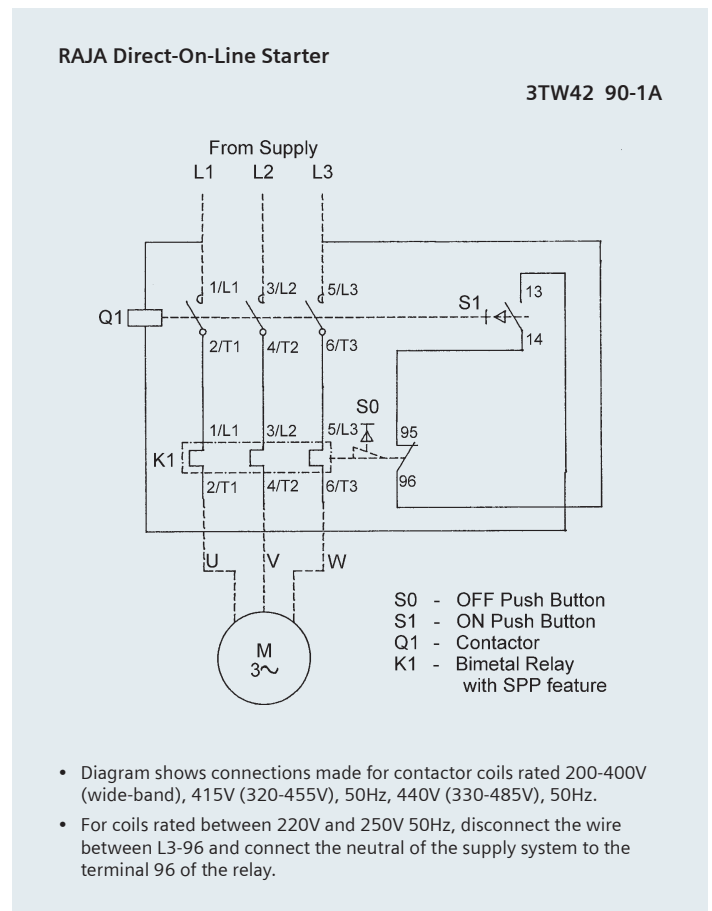 RAJA Direct-On-Line Starter
3TW42 90-1A
From Supply
L1 L2 L3
1/L1 3/L2 5/L3
S1 13
Q1
2/T1 4/T2 6/T3
14
S0
1/L1 3/L2 5/L3
95
K1
96
2/T1 4/T2 6/T3
U V W
M
3~
S0 - OFF Push Button
S1 - ON Push Button
Q1 - Contactor
K1 - Bimetal Relay
with SPP feature
• Diagram shows connections made for contactor coils rated 200-400V
(wide-band), 415V (320-455V), 50Hz, 440V (330-485V), 50Hz.
• For coils rated between 220V and 250V 50Hz, disconnect the wire
between L3-96 and connect the neutral of the supply system to the
terminal 96 of the relay.